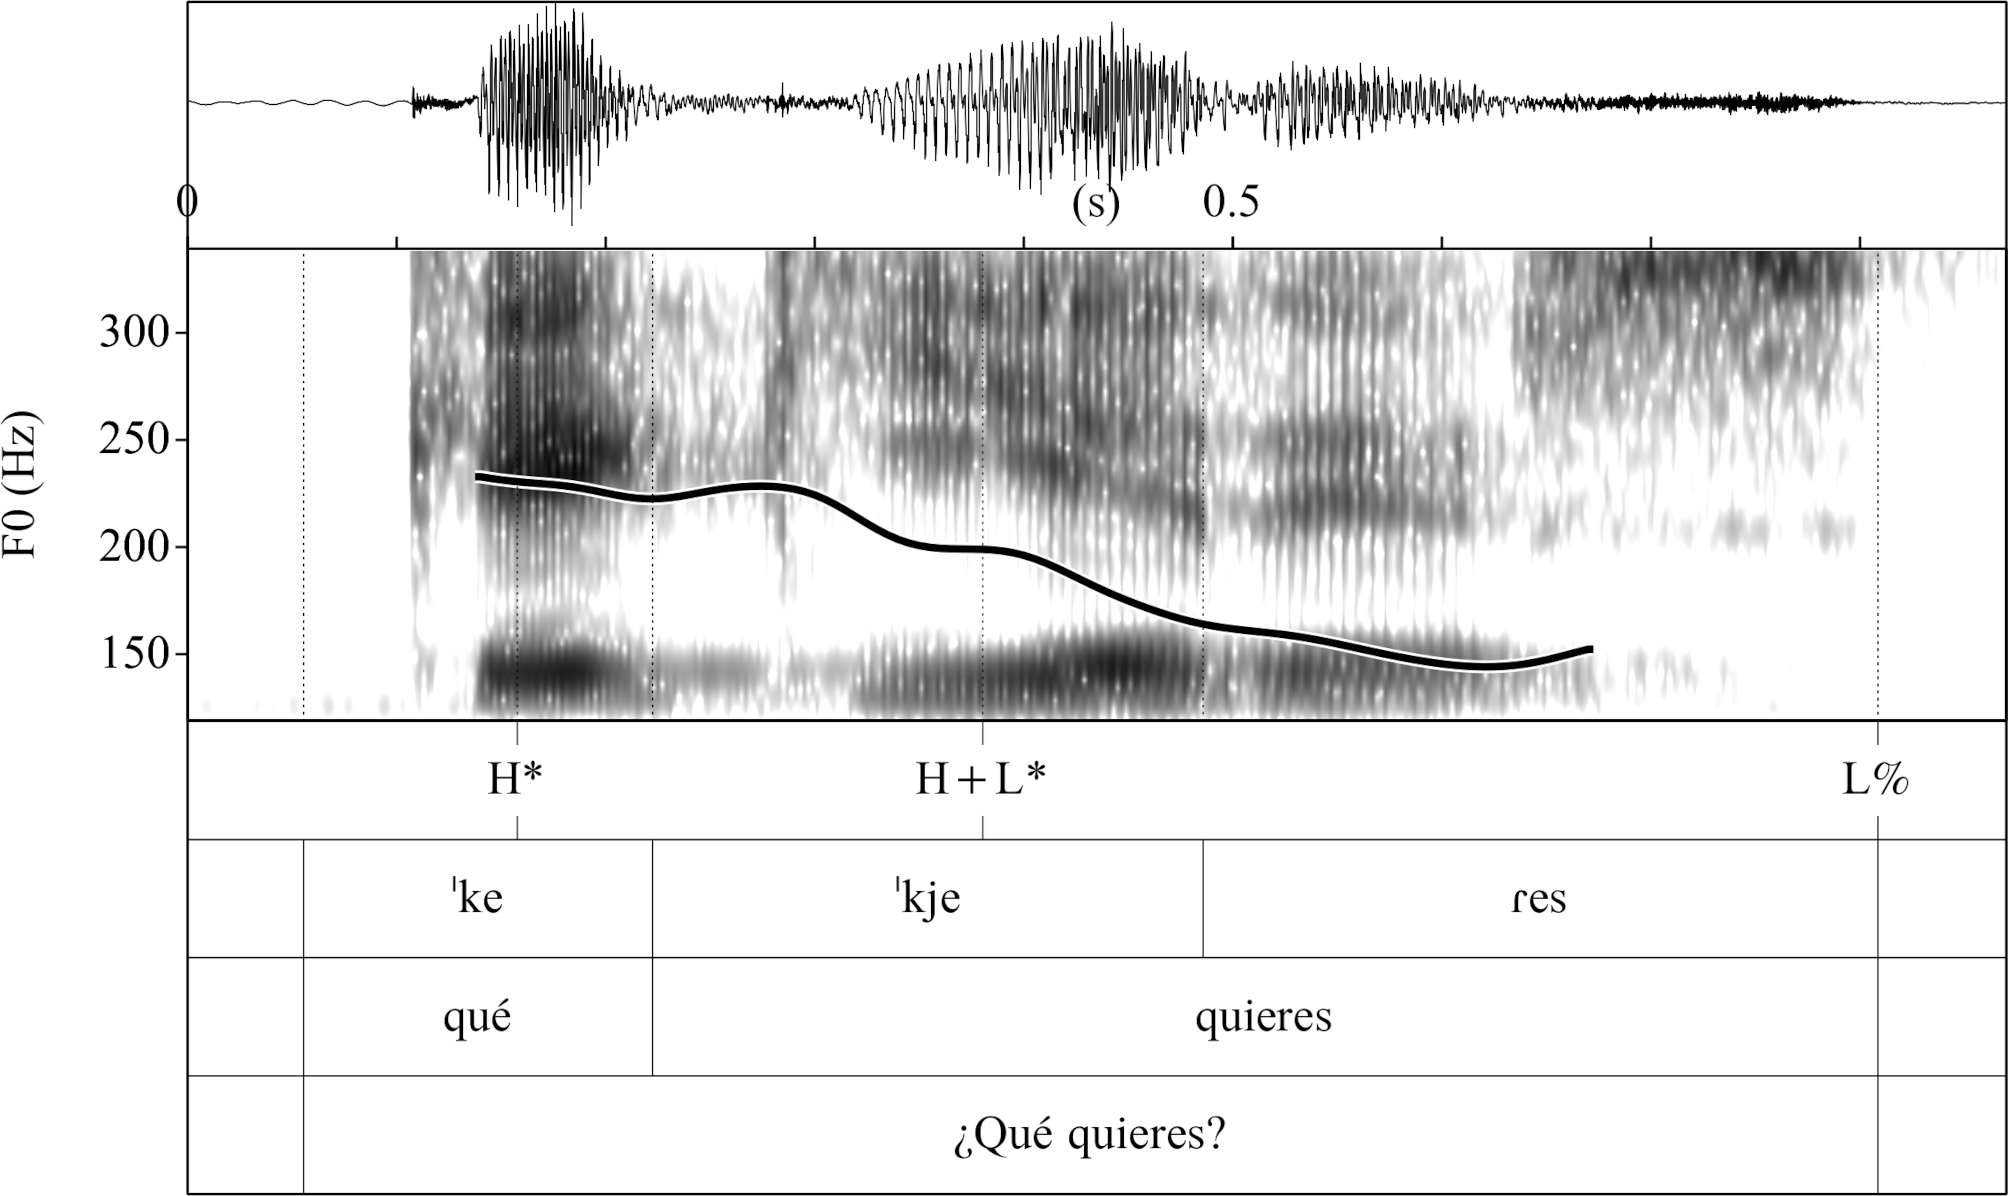 0 (s) 0.5
300
250
200
150
F0 (Hz)
H* H+L* L%
ˈke ˈkje ɾes
qué quieres
¿Qué quieres?